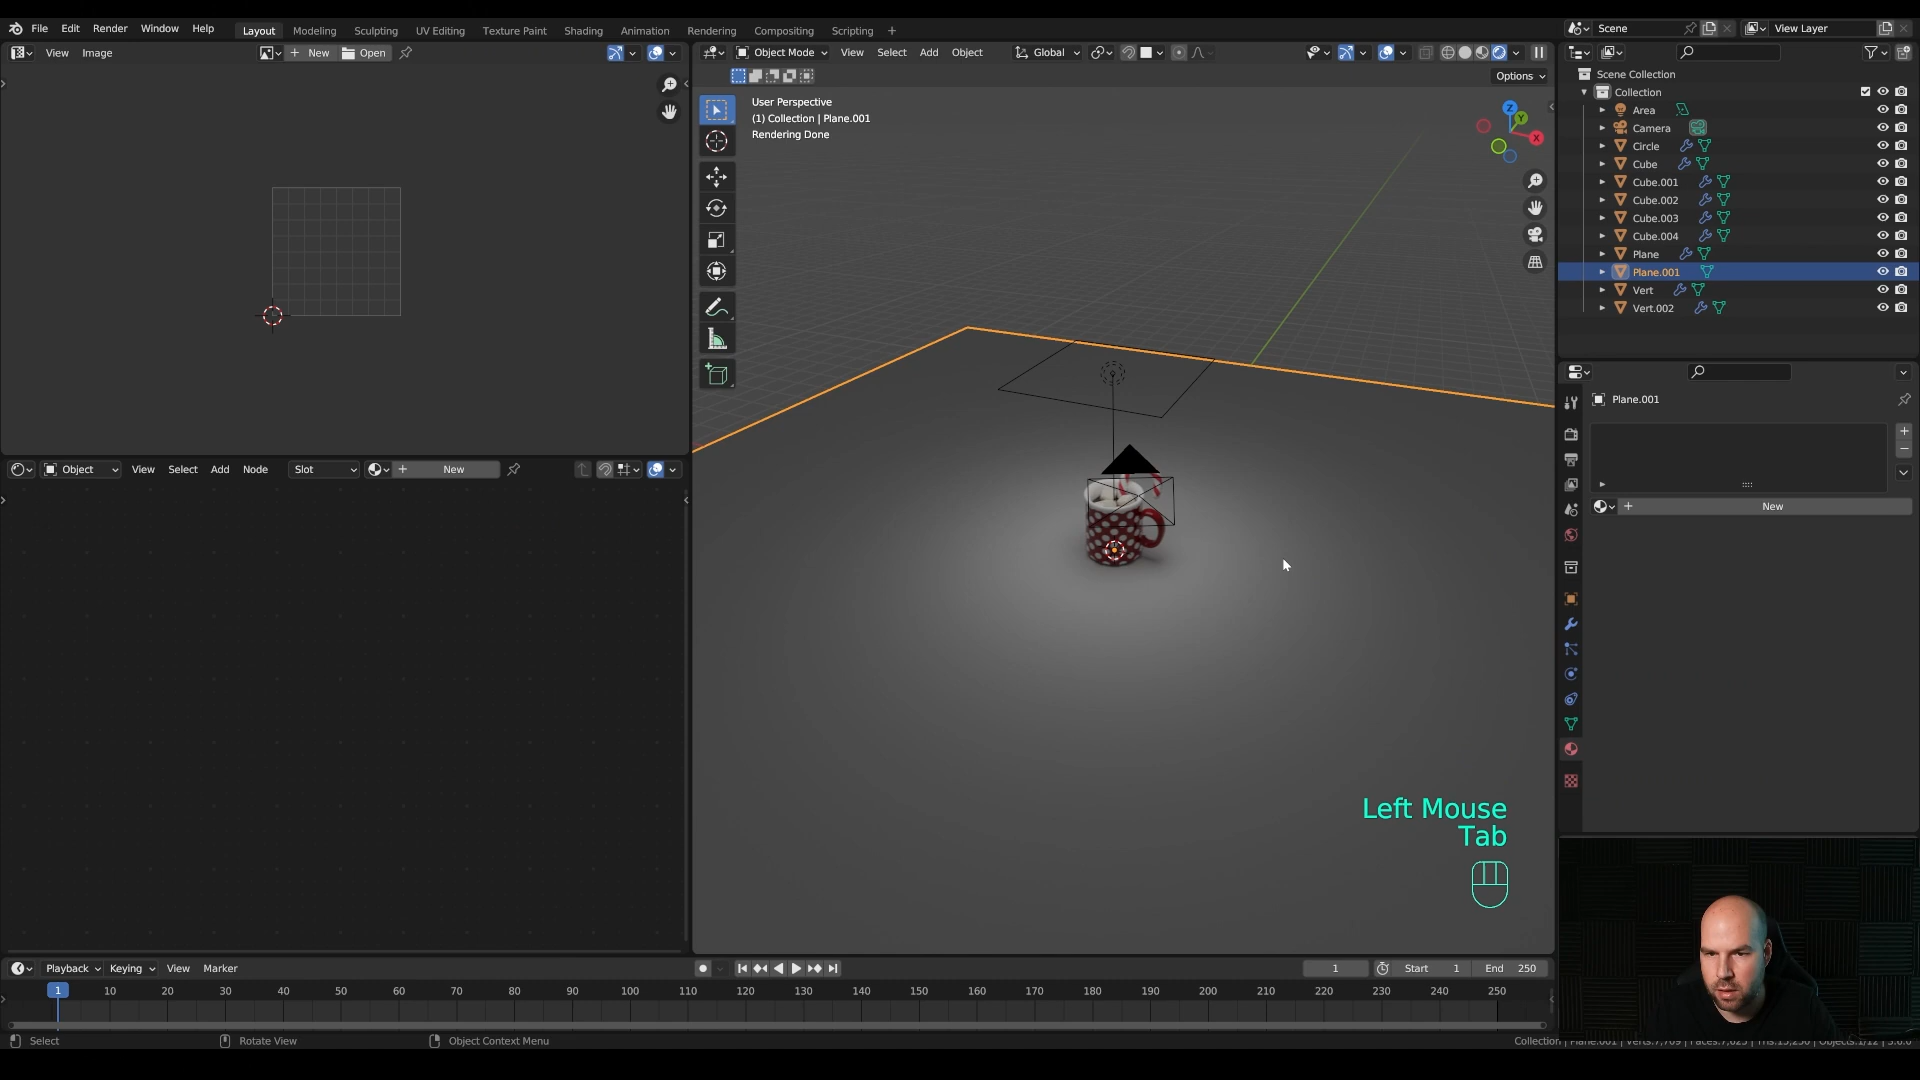 File Edit Render Window Help Layout Modeling Sculpting UV Editing Texture Paint Shading Animation Rendering Compositing Scripting + Scene View Layer
View Image New Open Object Mode View Select Add Object Global
Options
User Perspective
(1) Collection | Plane.001
Rendering Done
Z
Y
X
Scene Collection
Collection
Area
Camera
Circle
Cube
Cube.001
Cube.002
Cube.003
Cube.004
Plane
Plane.001
Vert
Vert.002
Plane.001
New
Object View Select Add Node Slot New
Left Mouse
Tab
Playback Keying View Marker 1 Start 1 End 250
1 10 20 30 40 50 60 70 80 90 100 110 120 130 140 150 160 170 180 190 200 210 220 230 240 250
Select Rotate View Object Context Menu